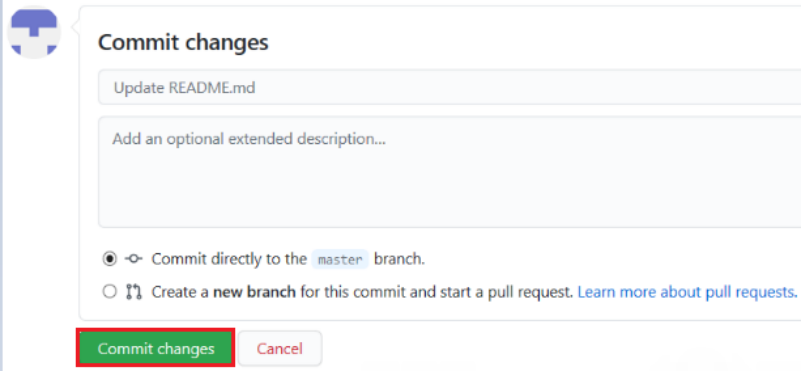 Commit changes
Update README.md
Add an optional extended description...
Commit directly to the master branch.
Create a new branch for this commit and start a pull request. Learn more about pull requests.
Commit changes Cancel